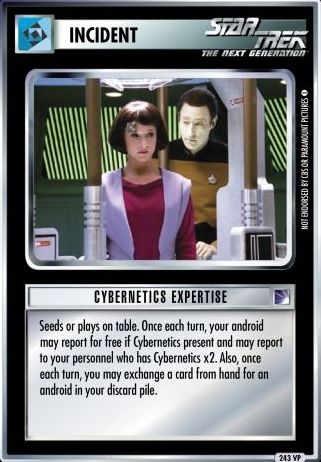 INCIDENT
STAR TREK
THE NEXT GENERATION
NOT ENDORSED BY CBS OR PARAMOUNT PICTURES
CYBERNETICS EXPERTISE
Seeds or plays on table. Once each turn, your android
may report for free if Cybernetics present and may report
to your personnel who has Cybernetics x2. Also, once
each turn, you may exchange a card from hand for an
android in your discard pile.
243 VP